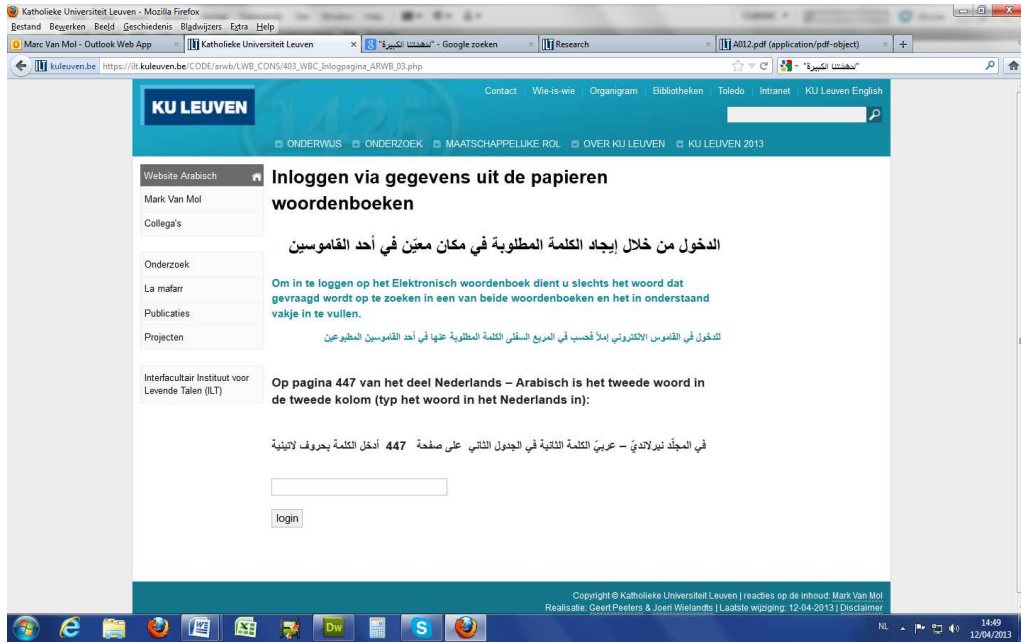 Katholieke Universiteit Leuven - Mozilla Firefox
Bestand Bewerken Beeld Geschiedenis Bladwijzers Extra Help
Marc Van Mol - Outlook Web App × Katholieke Universiteit Leuven × "لدهشتنا الكبيرة" - Google zoeken × Research × A012.pdf (application/pdf-object) × +
kuleuven.be https://ilt.kuleuven.be/CODE/arwb/LWB_CONS/403_WBC_Inlogpagina_ARWB_03.php "لدهشتنا الكبيرة"
Contact Wie-is-wie Organigram Bibliotheken Toledo Intranet KU Leuven English
KU LEUVEN
1425
ONDERWIJS ONDERZOEK MAATSCHAPPELIJKE ROL OVER KU LEUVEN KU LEUVEN 2013
Website Arabisch
Mark Van Mol
Collega's
Onderzoek
La mafarr
Publicaties
Projecten
Interfacultair Instituut voor
Levende Talen (ILT)
Inloggen via gegevens uit de papieren
woordenboeken
الدخول من خلال إيجاد الكلمة المطلوبة في مكان معيّن في أحد القاموسين
Om in te loggen op het Elektronisch woordenboek dient u slechts het woord dat
gevraagd wordt op te zoeken in een van beide woordenboeken en het in onderstaand
vakje in te vullen.
للدخول في القاموس الالكتروني إملأ فحسب في المربع السفلى الكلمة المطلوبة عنها في أحد القاموسين المطبوعين
Op pagina 447 van het deel Nederlands – Arabisch is het tweede woord in
de tweede kolom (typ het woord in het Nederlands in):
في المجلّد نيرلانديّ – عربيّ الكلمة الثانية في الجدول الثاني على صفحة 447 أدخل الكلمة بحروف لاتينية
login
Copyright © Katholieke Universiteit Leuven | reacties op de inhoud: Mark Van Mol
Realisatie: Geert Peeters & Joeri Wielandts | Laatste wijziging: 12-04-2013 | Disclaimer
Dw
NL
14:49
12/04/2013